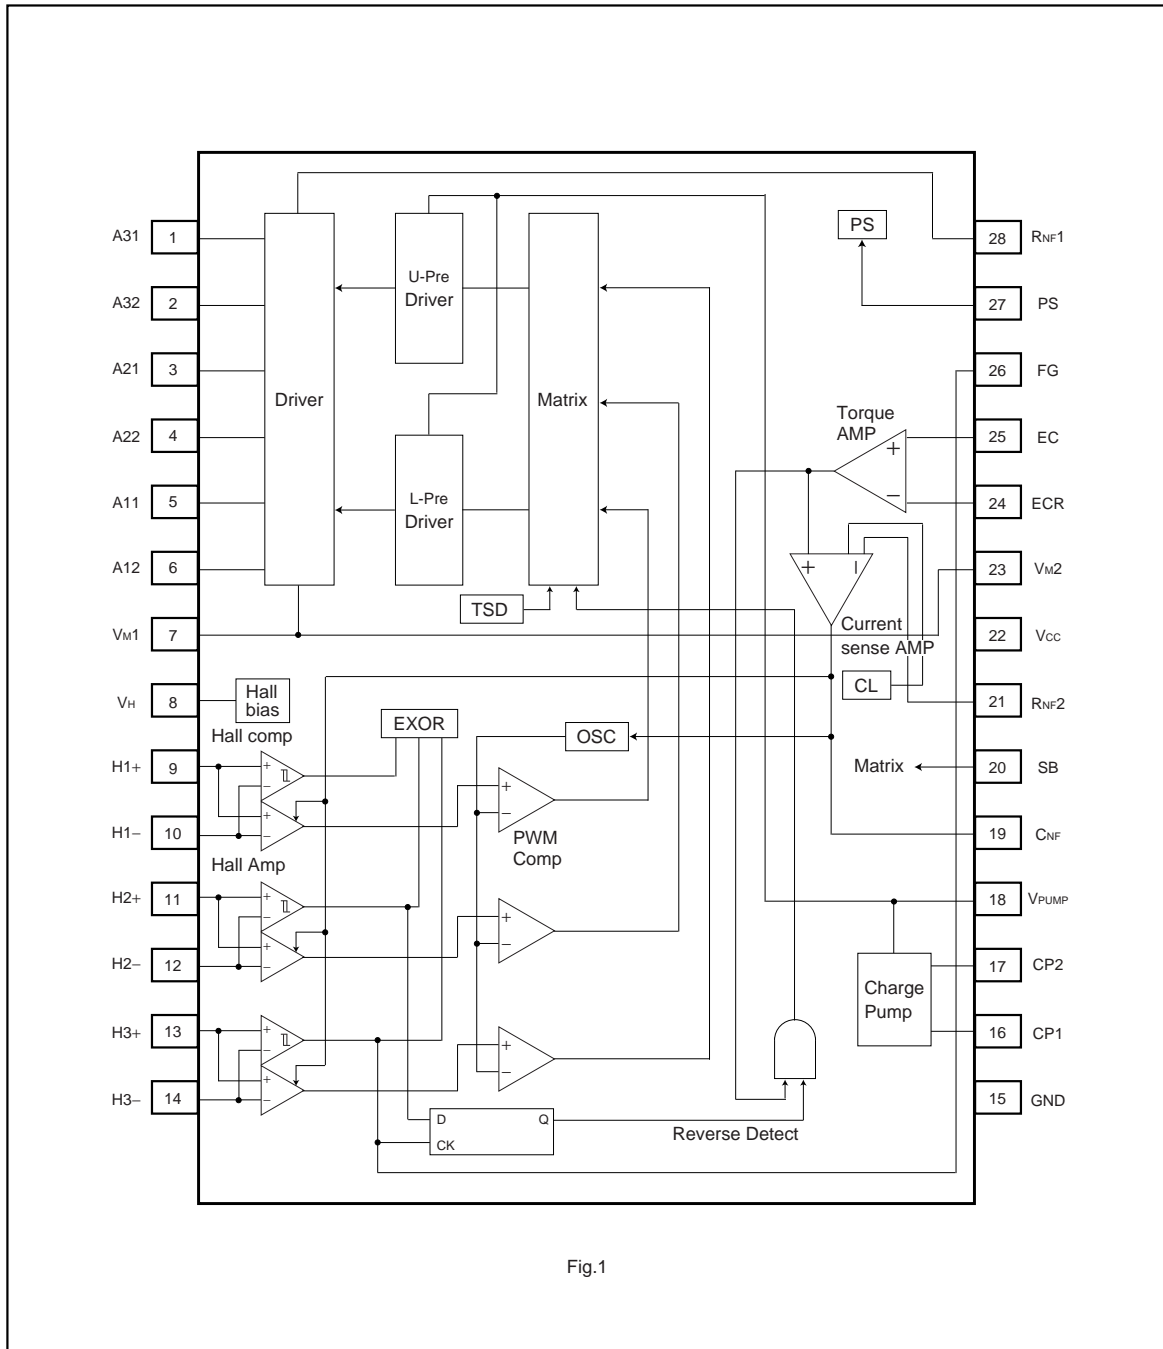 A31 1
A32 2
A21 3
A22 4
A11 5
A12 6
VM1 7
VH 8
H1+ 9
H1− 10
H2+ 11
H2− 12
H3+ 13
H3− 14
28 RNF1
27 PS
26 FG
25 EC
24 ECR
23 VM2
22 VCC
21 RNF2
20 SB
19 CNF
18 VPUMP
17 CP2
16 CP1
15 GND
Driver
U-Pre
Driver
L-Pre
Driver
Matrix
PS
Torque
AMP
+
−
+
−
Current
sense AMP
TSD
CL
Hall
bias
Hall comp
EXOR
OSC
Matrix
+
−
+
−
+
−
PWM
Comp
Hall Amp
+
−
+
−
+
−
+
−
+
−
+
−
+
−
Charge
Pump
D
Q
CK
Reverse Detect
Fig.1